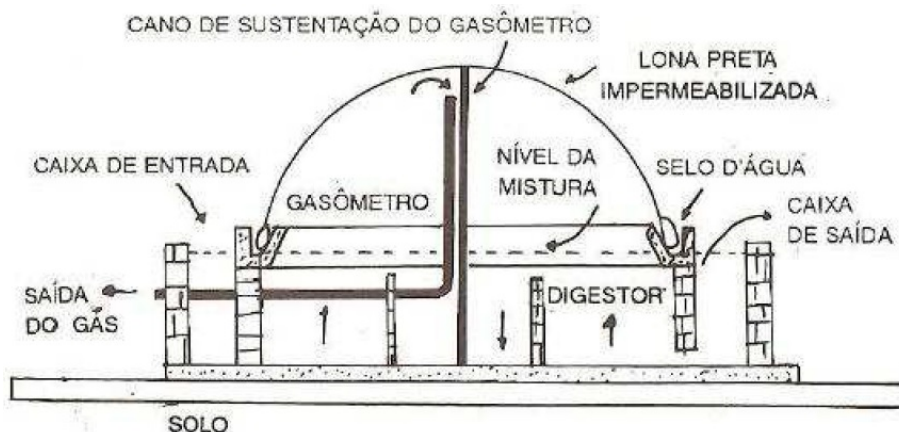 CANO DE SUSTENTAÇÃO DO GASÔMETRO
LONA PRETA
IMPERMEABILIZADA
CAIXA DE ENTRADA
NÍVEL DA
MISTURA
SELO D'ÁGUA
GASÔMETRO
CAIXA
DE SAÍDA
SAÍDA
DO GÁS
DIGESTOR
SOLO